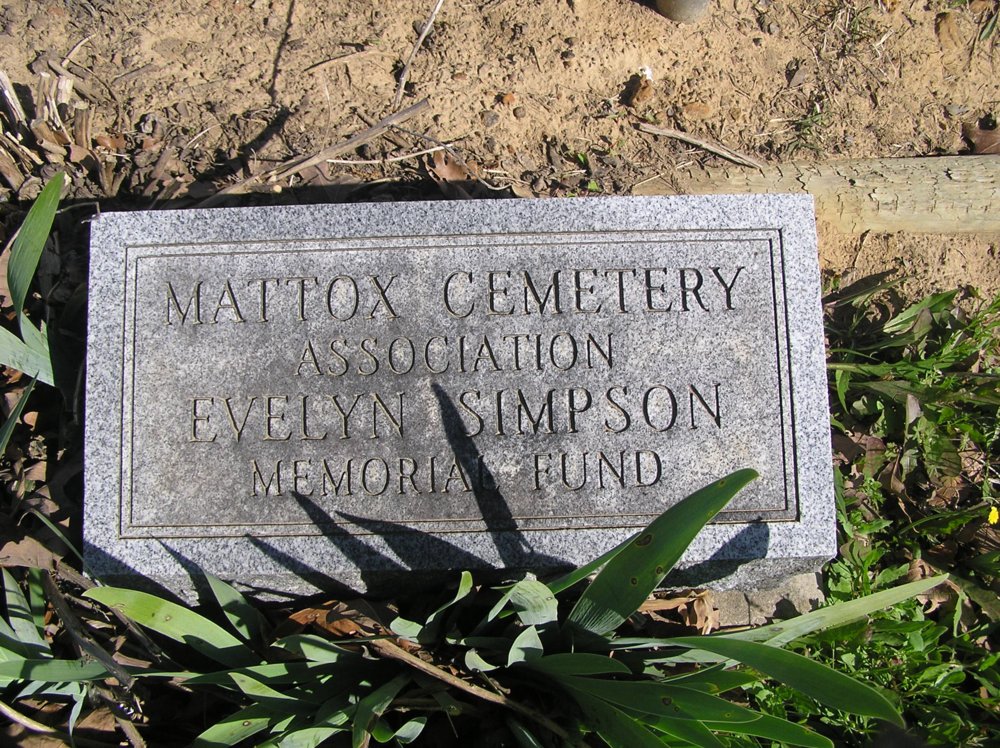 MATTOX CEMETERY
ASSOCIATION
EVELYN SIMPSON
MEMORIAL FUND